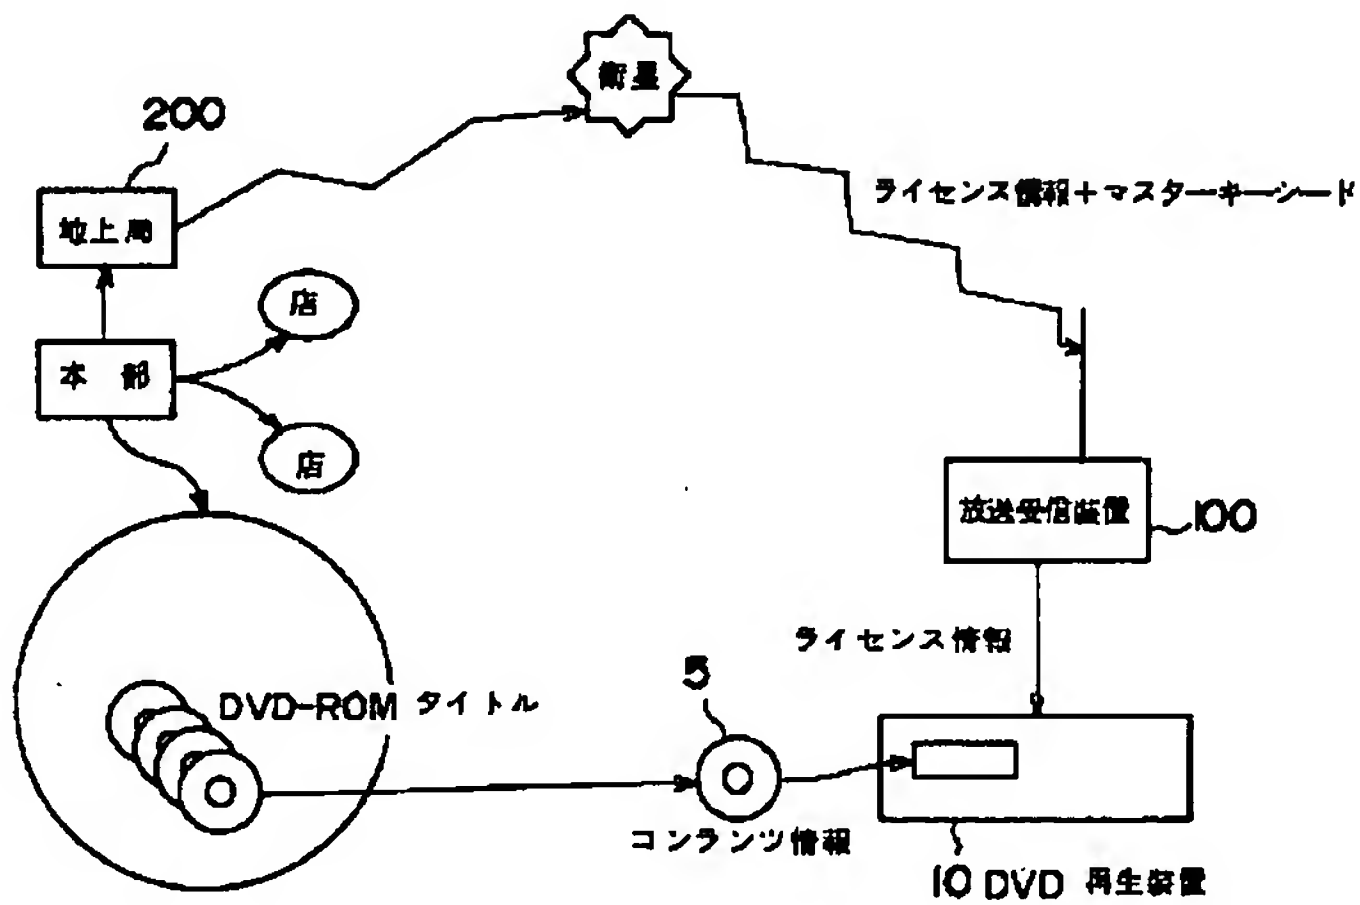 衛星
200
ライセンス情報+マスターキーシード
地上局
店
本 部
店
放送受信装置
100
ライセンス情報
5
DVD-ROM タイトル
コンランツ情報
10 DVD 再生装置